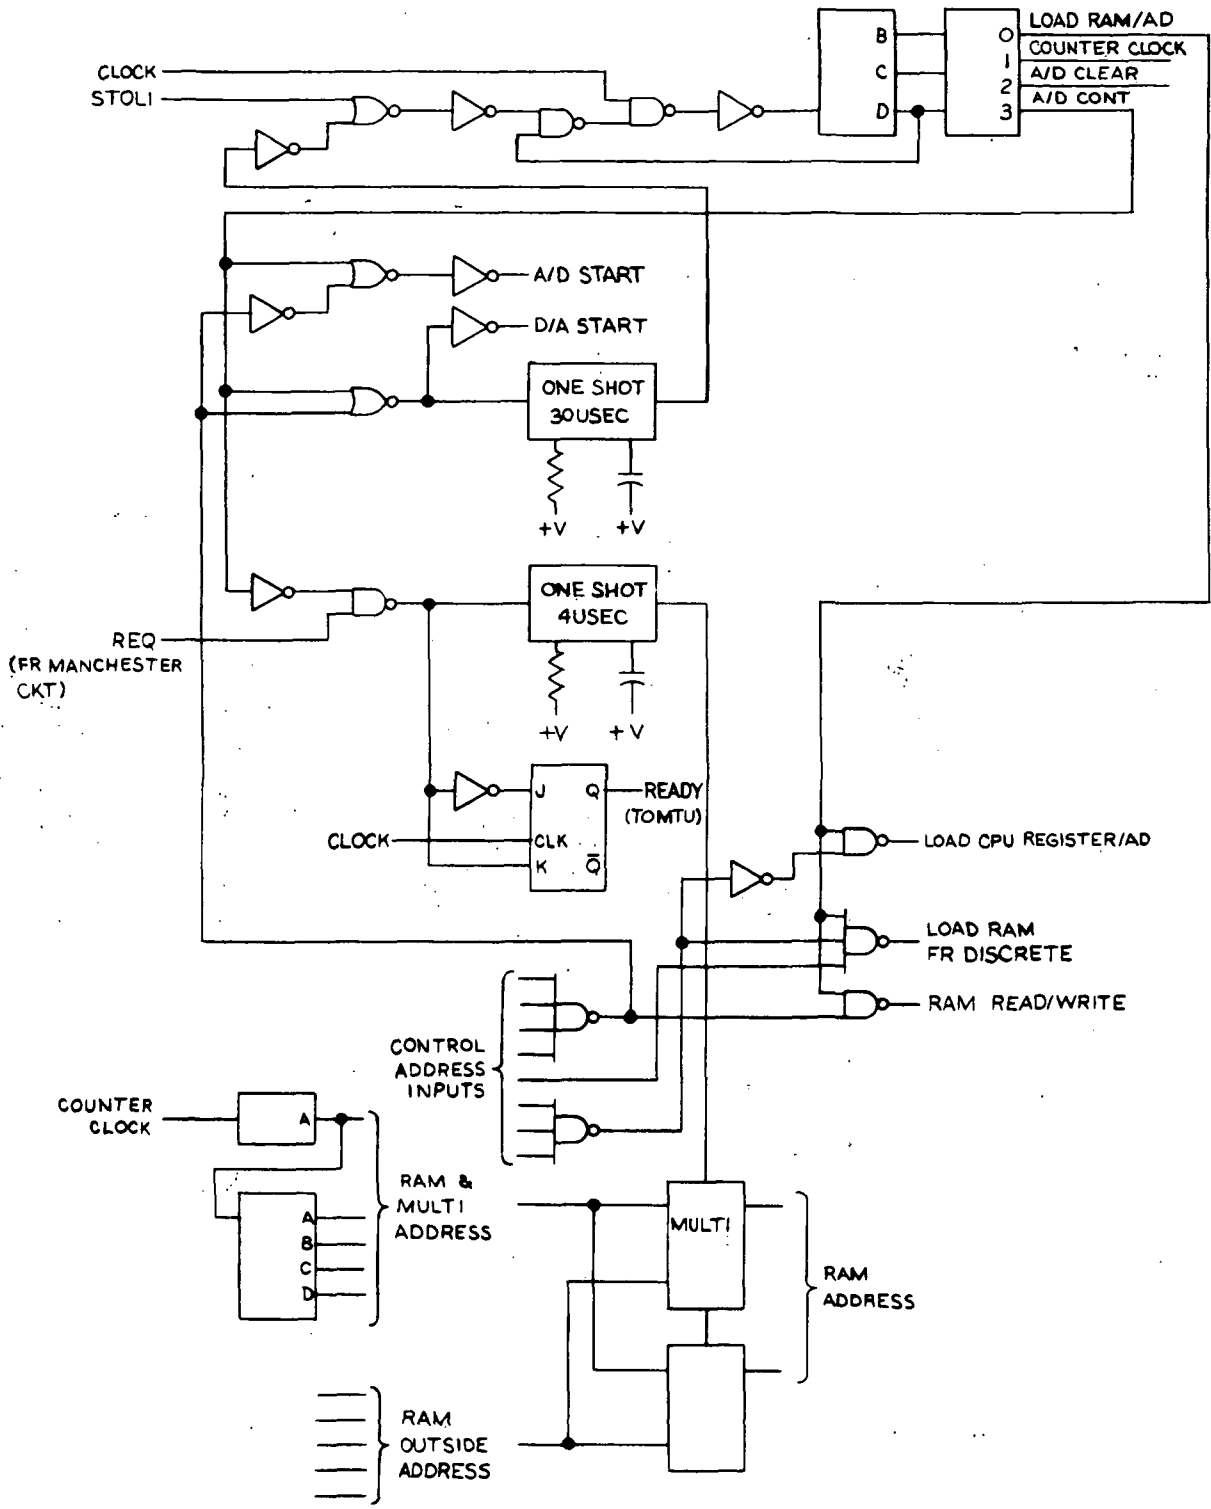 CLOCK
STOL1
B
C
D
0
1
2
3
LOAD RAM/AD
COUNTER CLOCK
A/D CLEAR
A/D CONT
A/D START
D/A START
ONE SHOT
30USEC
+V
+V
REQ
(FR MANCHESTER
CKT)
ONE SHOT
4USEC
+V
+V
J
Q
CLK
K
Q̅
READY
(TOMTU)
CLOCK
LOAD CPU REGISTER/AD
LOAD RAM
FR DISCRETE
RAM READ/WRITE
CONTROL
ADDRESS
INPUTS
COUNTER
CLOCK
A
A
B
C
D
RAM &
MULTI
ADDRESS
MULTI
RAM
ADDRESS
RAM
OUTSIDE
ADDRESS